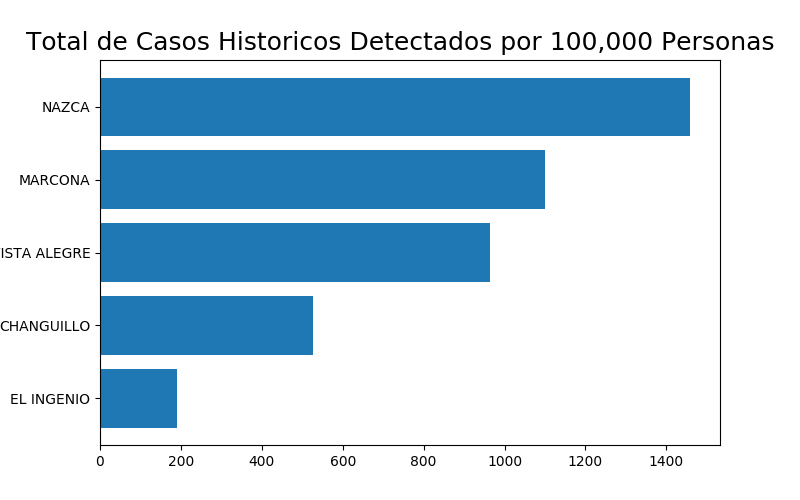 Total de Casos Historicos Detectados por 100,000 Personas
NAZCA
MARCONA
ISTA ALEGRE
CHANGUILLO
EL INGENIO
0 200 400 600 800 1000 1200 1400